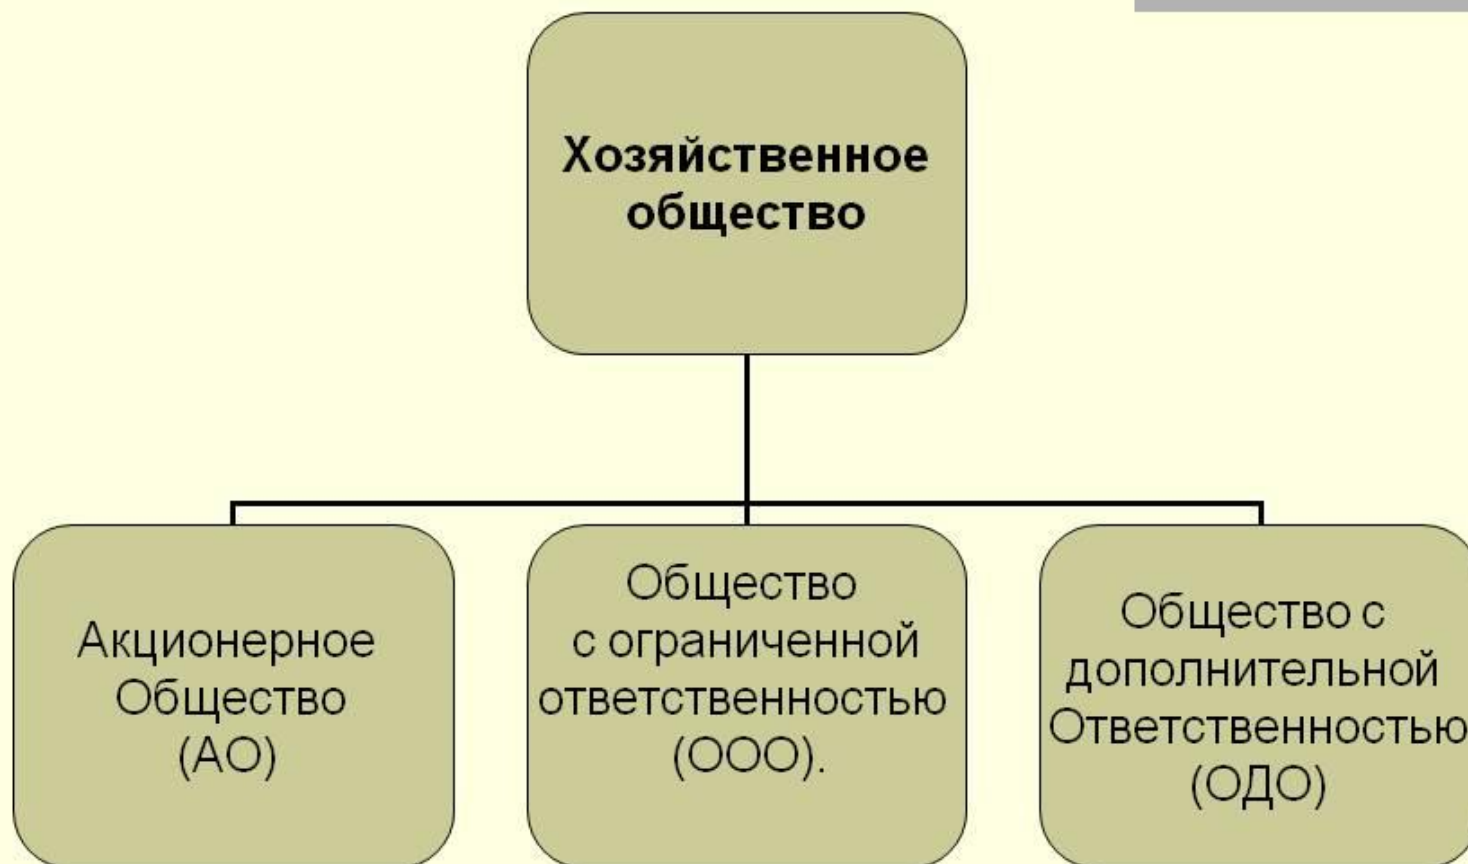 Хозяйственное
общество
Акционерное
Общество
(АО)
Общество
с ограниченной
ответственностью
(ООО).
Общество с
дополнительной
Ответственностью
(ОДО)